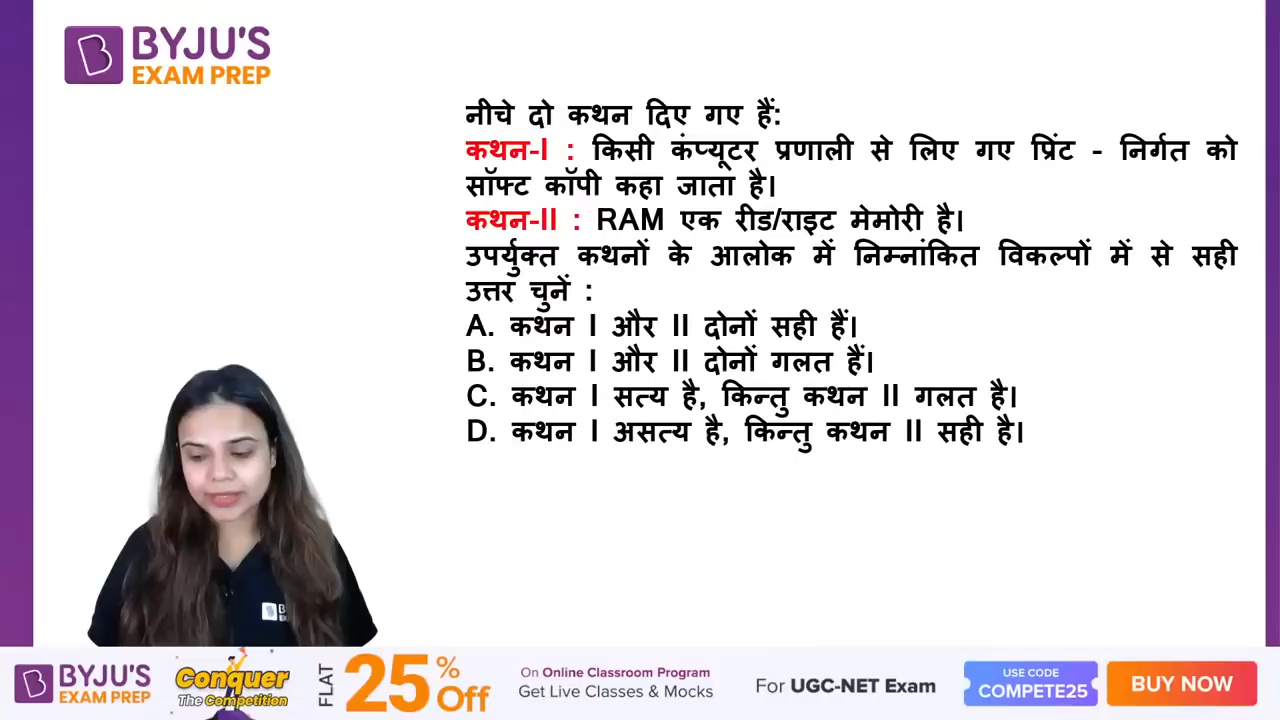 BYJU'S
EXAM PREP
नीचे दो कथन दिए गए हैं:
कथन-I : किसी कंप्यूटर प्रणाली से लिए गए प्रिंट - निर्गत को
सॉफ्ट कॉपी कहा जाता है।
कथन-II : RAM एक रीड/राइट मेमोरी है।
उपर्युक्त कथनों के आलोक में निम्नांकित विकल्पों में से सही
उत्तर चुनें :
A. कथन I और II दोनों सही हैं।
B. कथन I और II दोनों गलत हैं।
C. कथन I सत्य है, किन्तु कथन II गलत है।
D. कथन I असत्य है, किन्तु कथन II सही है।
BYJU'S
EXAM PREP
Conquer
The Competition
FLAT
25% Off
On Online Classroom Program
Get Live Classes & Mocks
For UGC-NET Exam
USE CODE
COMPETE25
BUY NOW